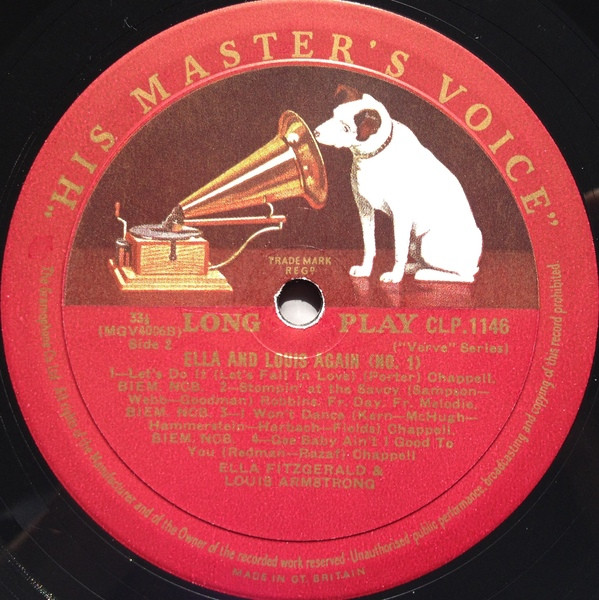 "HIS MASTER'S VOICE"
TRADE MARK
REGD
33⅓
(MGV4006B)
Side 2
LONG PLAY
CLP.1146
("Verve" Series)
ELLA AND LOUIS AGAIN (NO. 1)
1—Let's Do It (Let's Fall In Love) (Porter) Chappell.
BIEM. NCB. 2—Stompin' at the Savoy (Sampson—
Webb—Goodman) Robbins. Fr. Day. Fr. Melodie.
BIEM. NCB. 3—I Won't Dance (Kern—McHugh—
Hammerstein—Harbach—Fields) Chappell.
BIEM. NCB. 4—Gee Baby Ain't I Good To
You (Redman—Razaf) Chappell
ELLA FITZGERALD &
LOUIS ARMSTRONG
The Gramophone Co. Ltd. All rights of the Manufacturer and of the Owner of the recorded work reserved · Unauthorised public performance, broadcasting and copying of this record prohibited.
MADE IN GT. BRITAIN